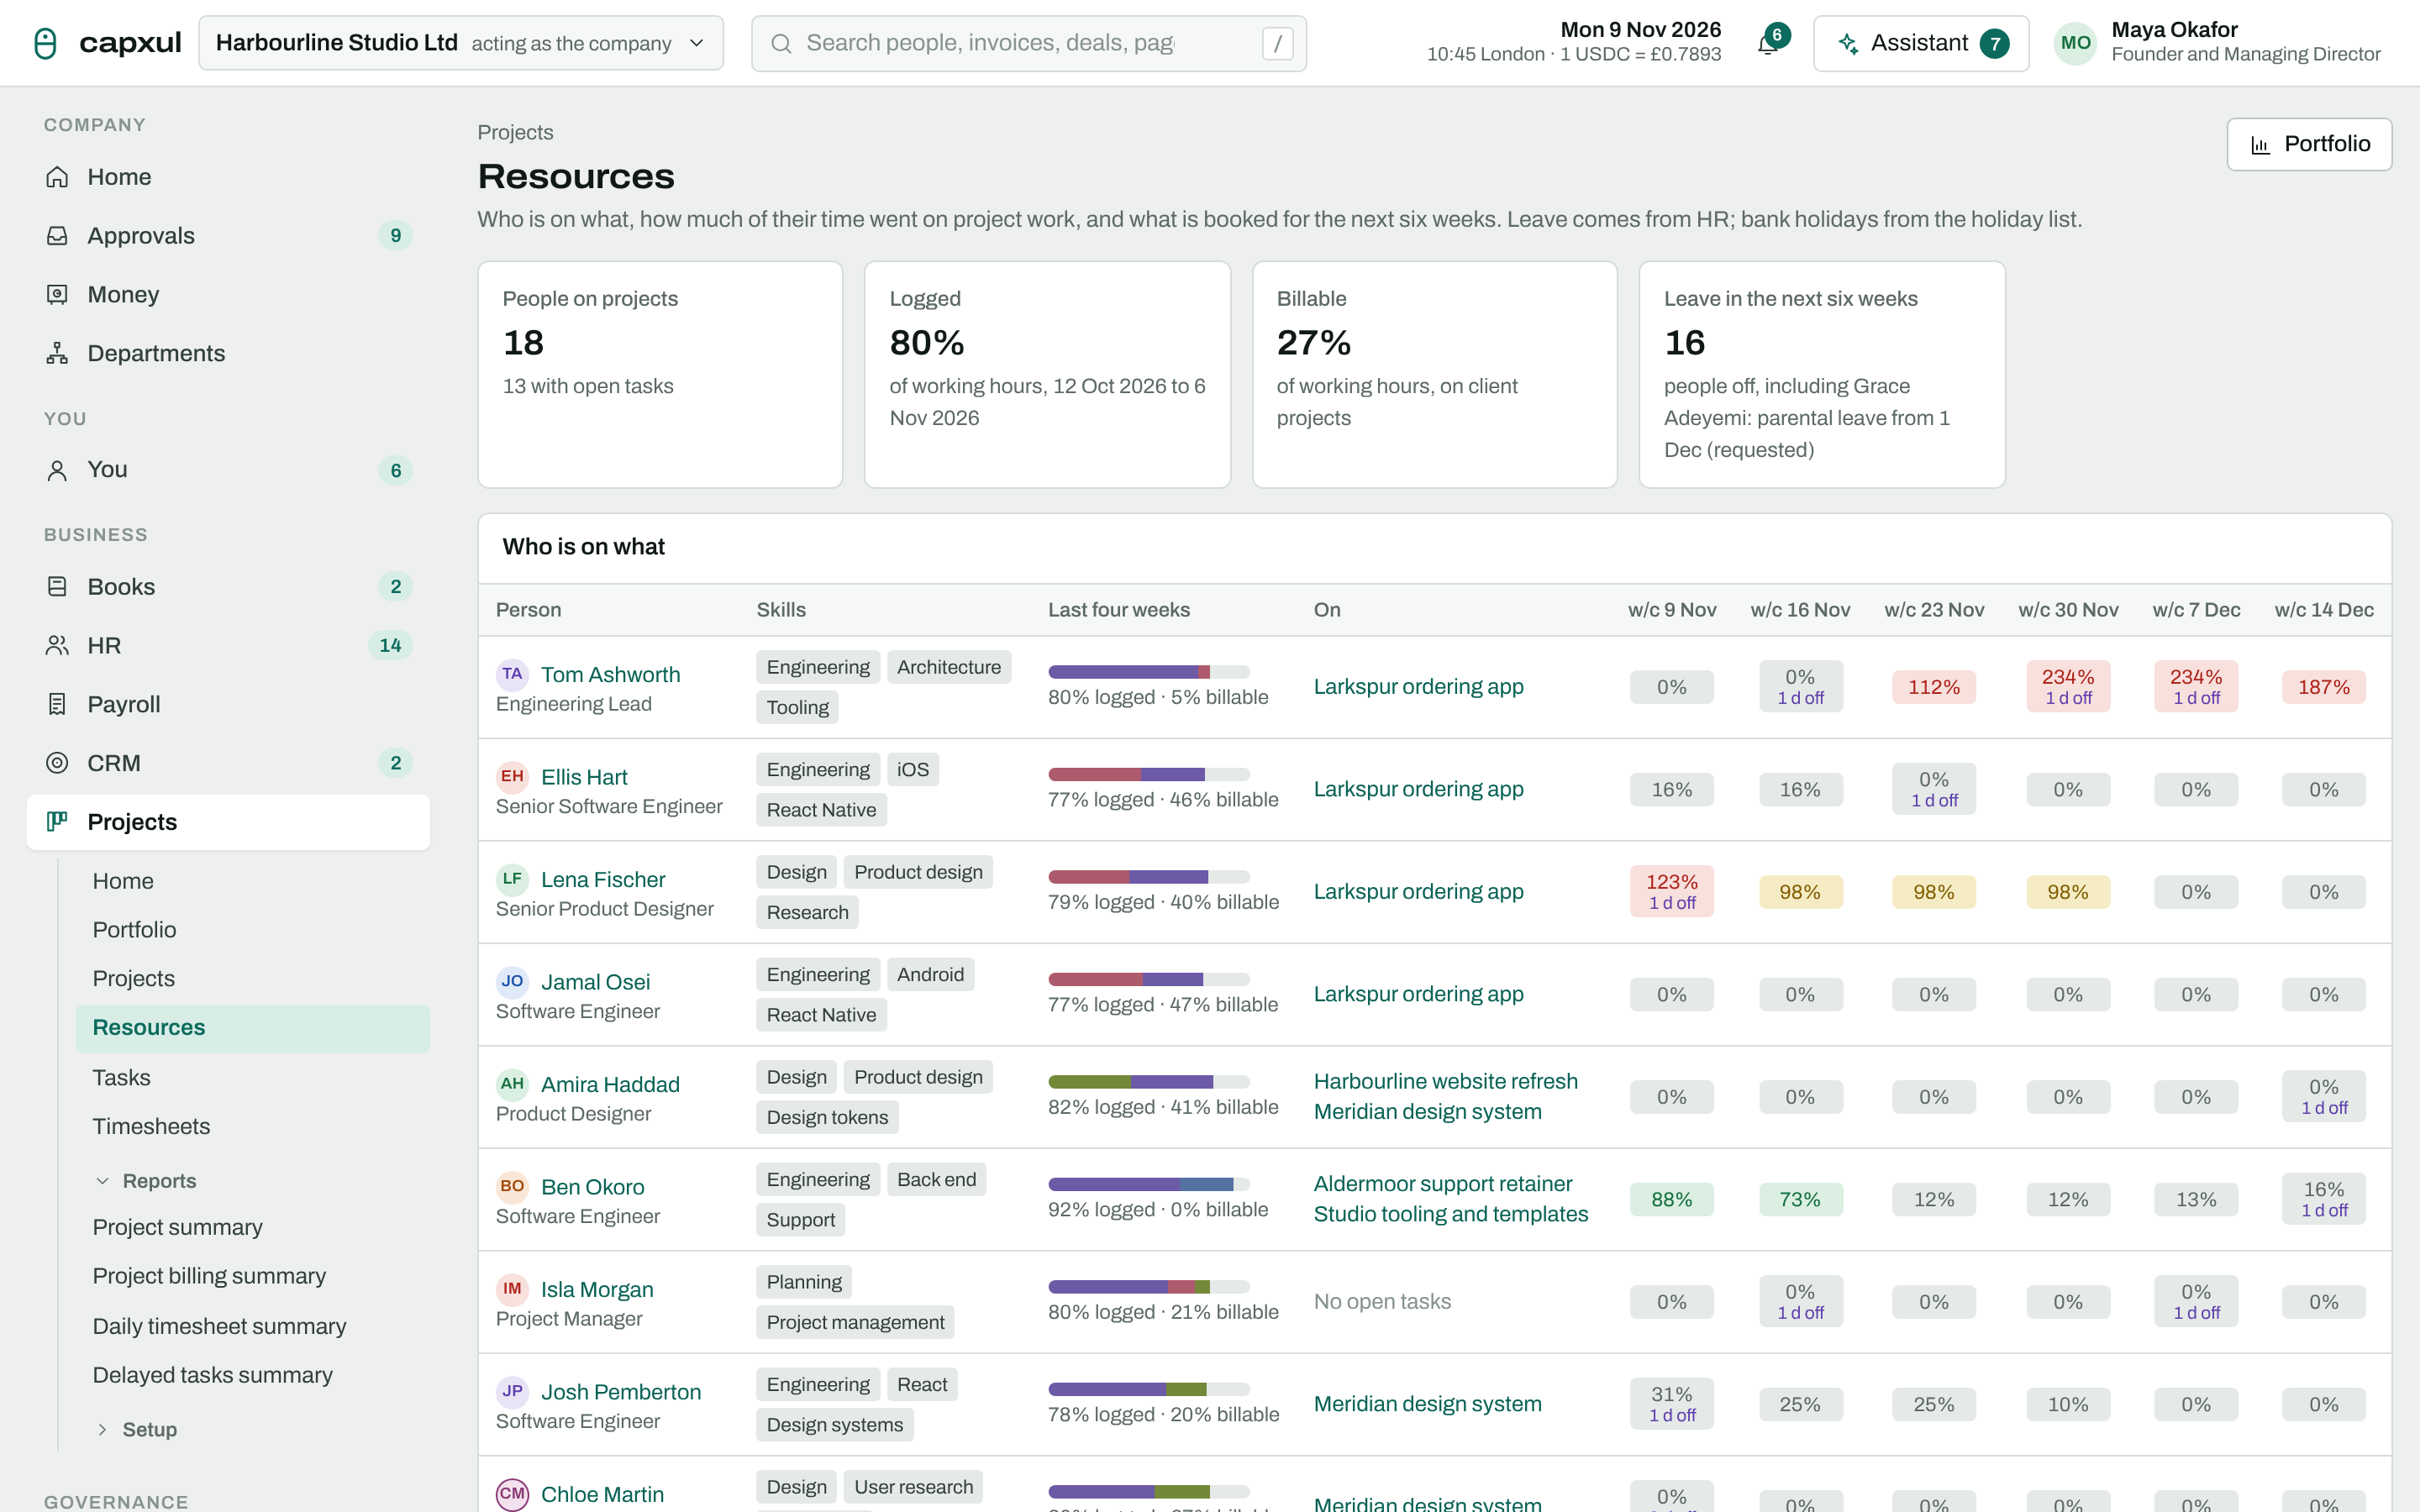 capxul
Harbourline Studio Ltd acting as the company
Search people, invoices, deals, pag
/
Mon 9 Nov 2026
10:45 London · 1 USDC = £0.7893
6
Assistant 7
MO
Maya Okafor
Founder and Managing Director
COMPANY
Home
Approvals 9
Money
Departments
YOU
You 6
BUSINESS
Books 2
HR 14
Payroll
CRM 2
Projects
Home
Portfolio
Projects
Resources
Tasks
Timesheets
Reports
Project summary
Project billing summary
Daily timesheet summary
Delayed tasks summary
Setup
GOVERNANCE
Projects
Resources
Who is on what, how much of their time went on project work, and what is booked for the next six weeks. Leave comes from HR; bank holidays from the holiday list.
Portfolio
People on projects
18
13 with open tasks
Logged
80%
of working hours, 12 Oct 2026 to 6
Nov 2026
Billable
27%
of working hours, on client
projects
Leave in the next six weeks
16
people off, including Grace
Adeyemi: parental leave from 1
Dec (requested)
Who is on what
Person Skills Last four weeks On w/c 9 Nov w/c 16 Nov w/c 23 Nov w/c 30 Nov w/c 7 Dec w/c 14 Dec
TA Tom Ashworth
Engineering Lead
Engineering Architecture
Tooling
80% logged · 5% billable
Larkspur ordering app
0%
0%
1 d off
112%
234%
1 d off
234%
1 d off
187%
EH Ellis Hart
Senior Software Engineer
Engineering iOS
React Native
77% logged · 46% billable
Larkspur ordering app
16%
16%
0%
1 d off
0%
0%
0%
LF Lena Fischer
Senior Product Designer
Design Product design
Research
79% logged · 40% billable
Larkspur ordering app
123%
1 d off
98%
98%
98%
0%
0%
JO Jamal Osei
Software Engineer
Engineering Android
React Native
77% logged · 47% billable
Larkspur ordering app
0%
0%
0%
0%
0%
0%
AH Amira Haddad
Product Designer
Design Product design
Design tokens
82% logged · 41% billable
Harbourline website refresh
Meridian design system
0%
0%
0%
0%
0%
0%
1 d off
BO Ben Okoro
Software Engineer
Engineering Back end
Support
92% logged · 0% billable
Aldermoor support retainer
Studio tooling and templates
88%
73%
12%
12%
13%
16%
1 d off
IM Isla Morgan
Project Manager
Planning
Project management
80% logged · 21% billable
No open tasks
0%
0%
1 d off
0%
0%
0%
1 d off
0%
JP Josh Pemberton
Software Engineer
Engineering React
Design systems
78% logged · 20% billable
Meridian design system
31%
1 d off
25%
25%
10%
0%
0%
CM Chloe Martin
Design User research
Meridian design system
0%
0%
0%
0%
0%
0%